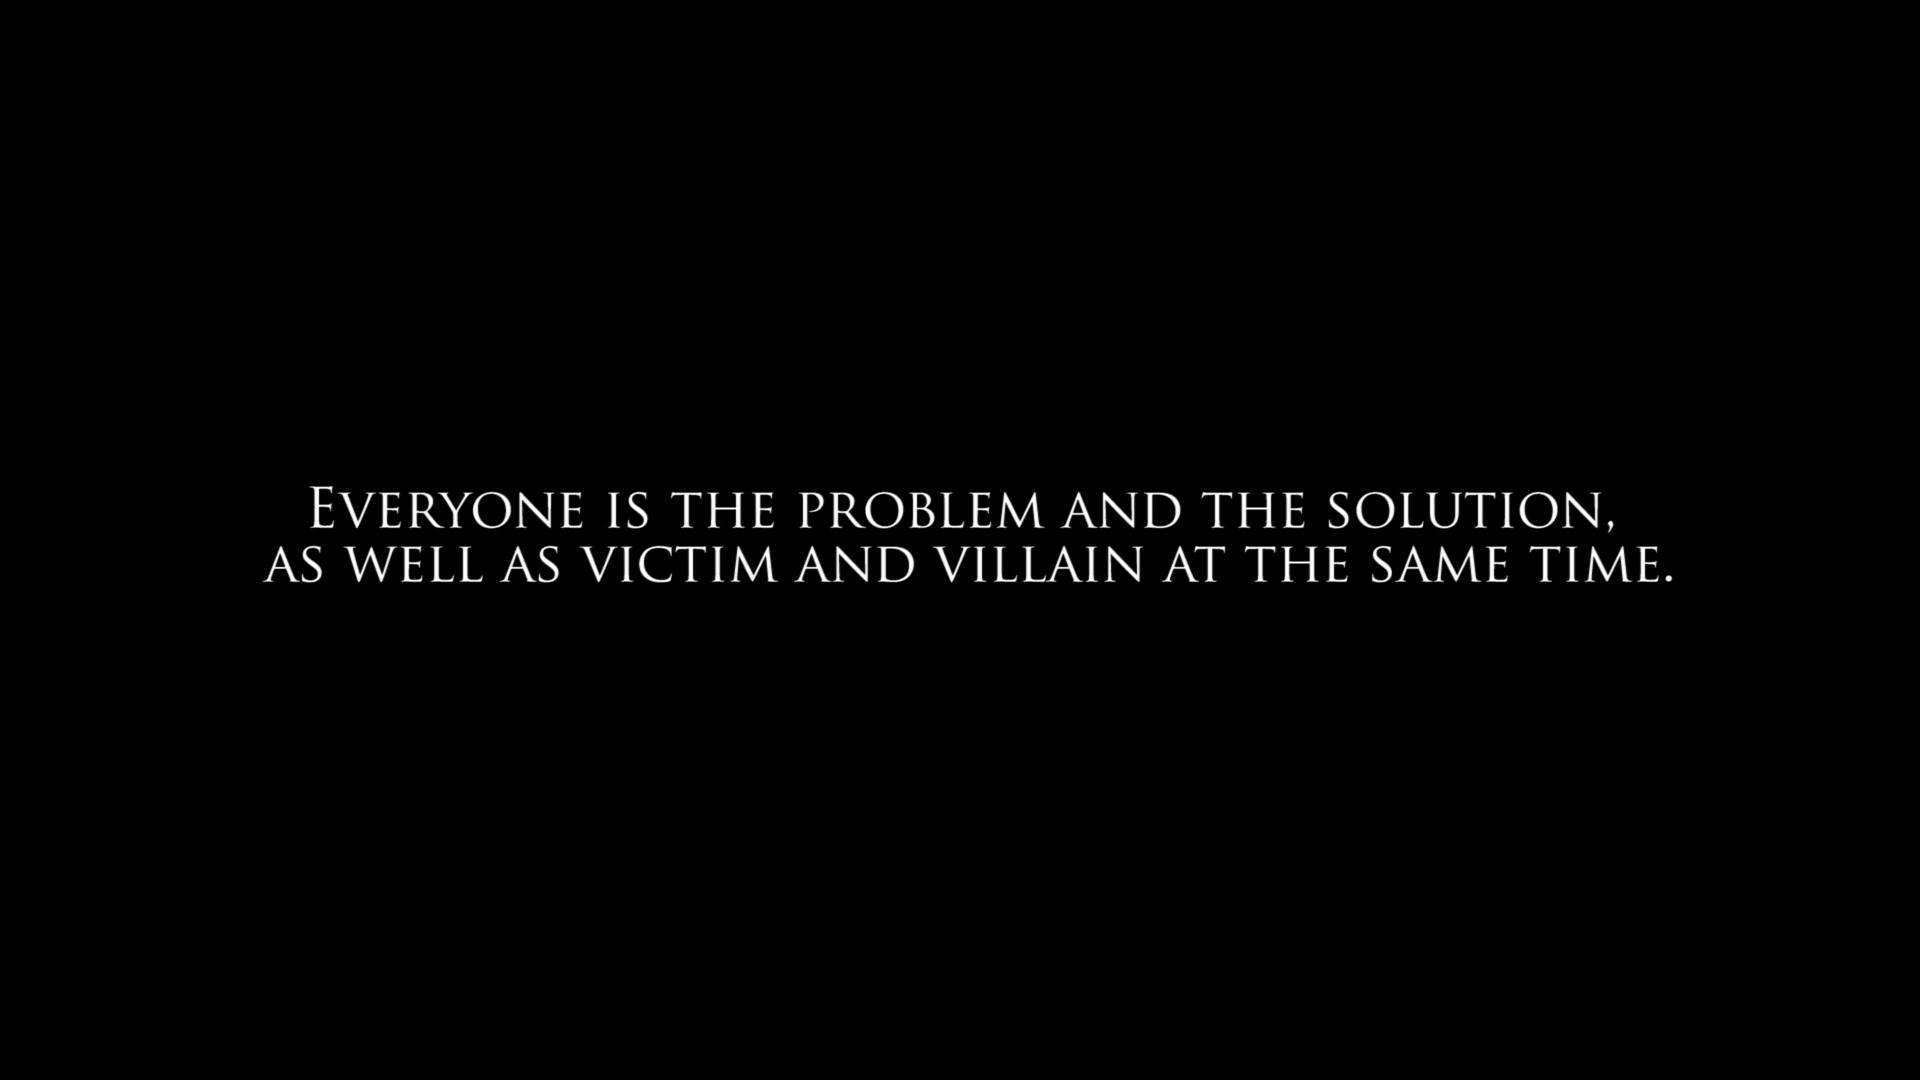 Everyone is the problem and the solution,
as well as victim and villain at the same time.